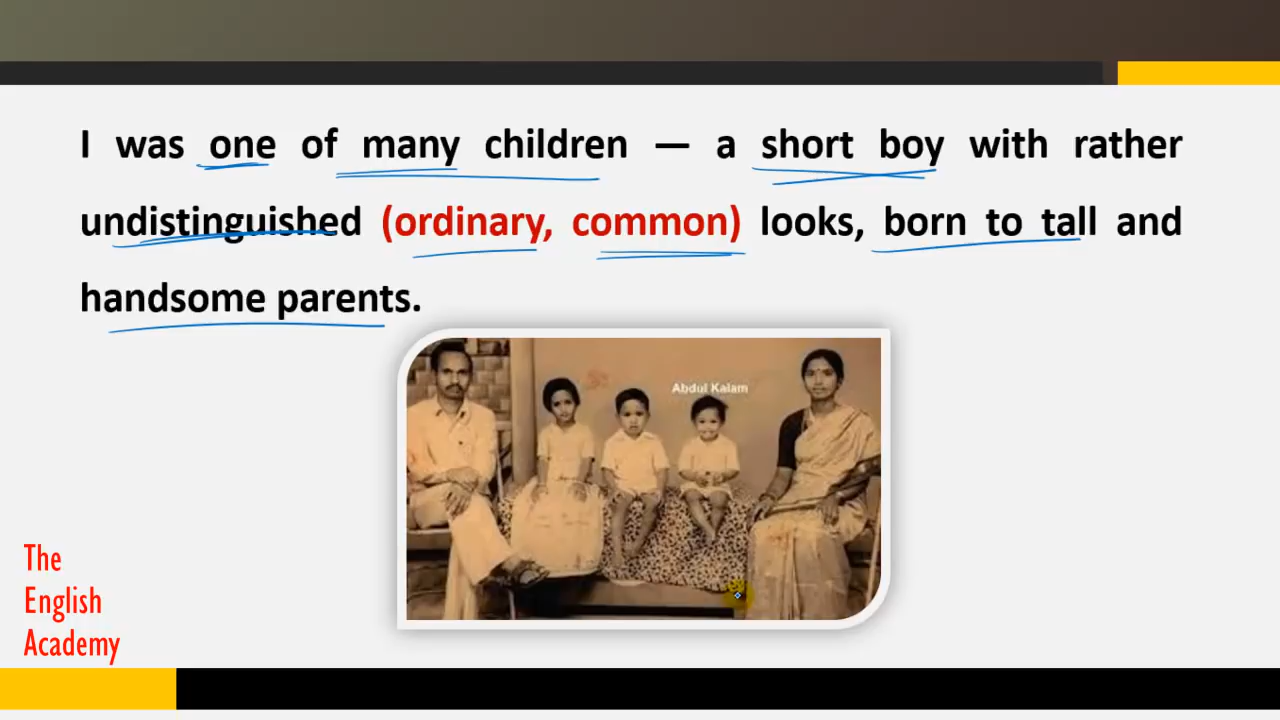 I was one of many children — a short boy with rather
undistinguished (ordinary, common) looks, born to tall and
handsome parents.
Abdul Kalam
The
English
Academy